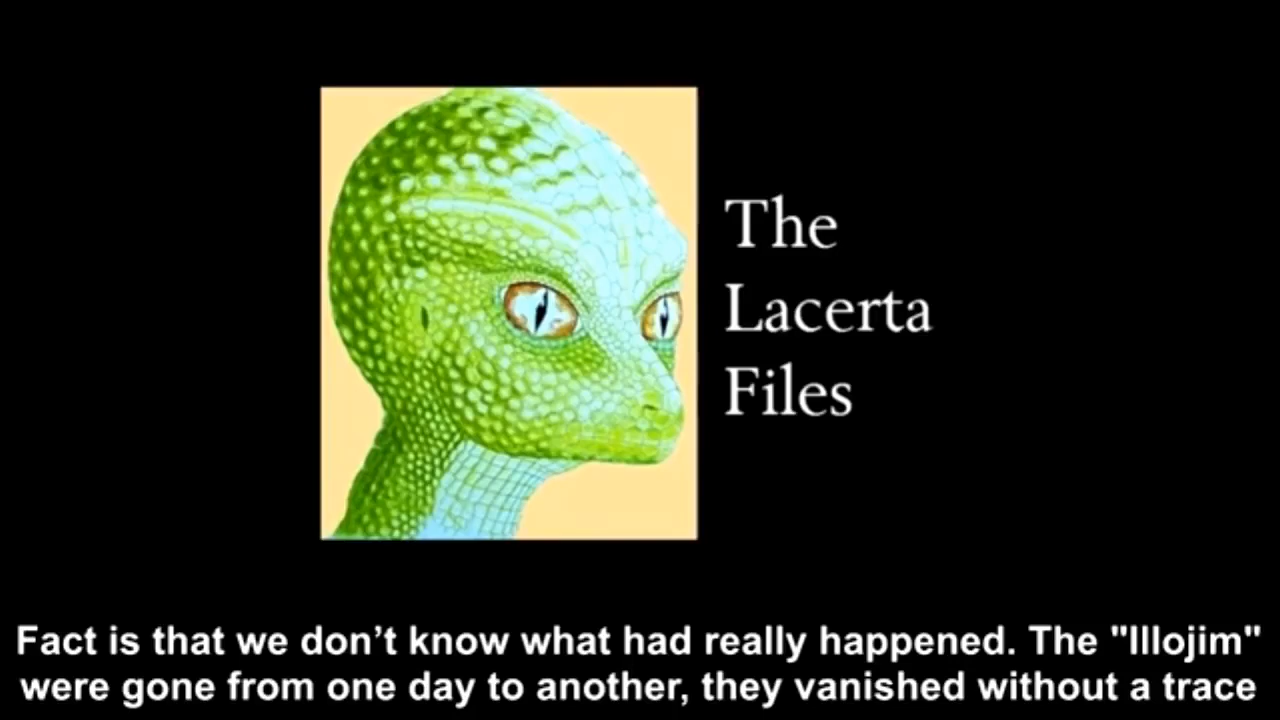 The
Lacerta
Files
Fact is that we don’t know what had really happened. The "Illojim"
were gone from one day to another, they vanished without a trace